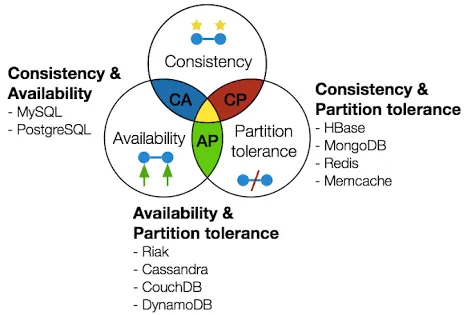 Consistency
Consistency &
Availability
- MySQL
- PostgreSQL
CA
CP
Consistency &
Partition tolerance
- HBase
- MongoDB
- Redis
- Memcache
Availability
AP
Partition
tolerance
Availability &
Partition tolerance
- Riak
- Cassandra
- CouchDB
- DynamoDB